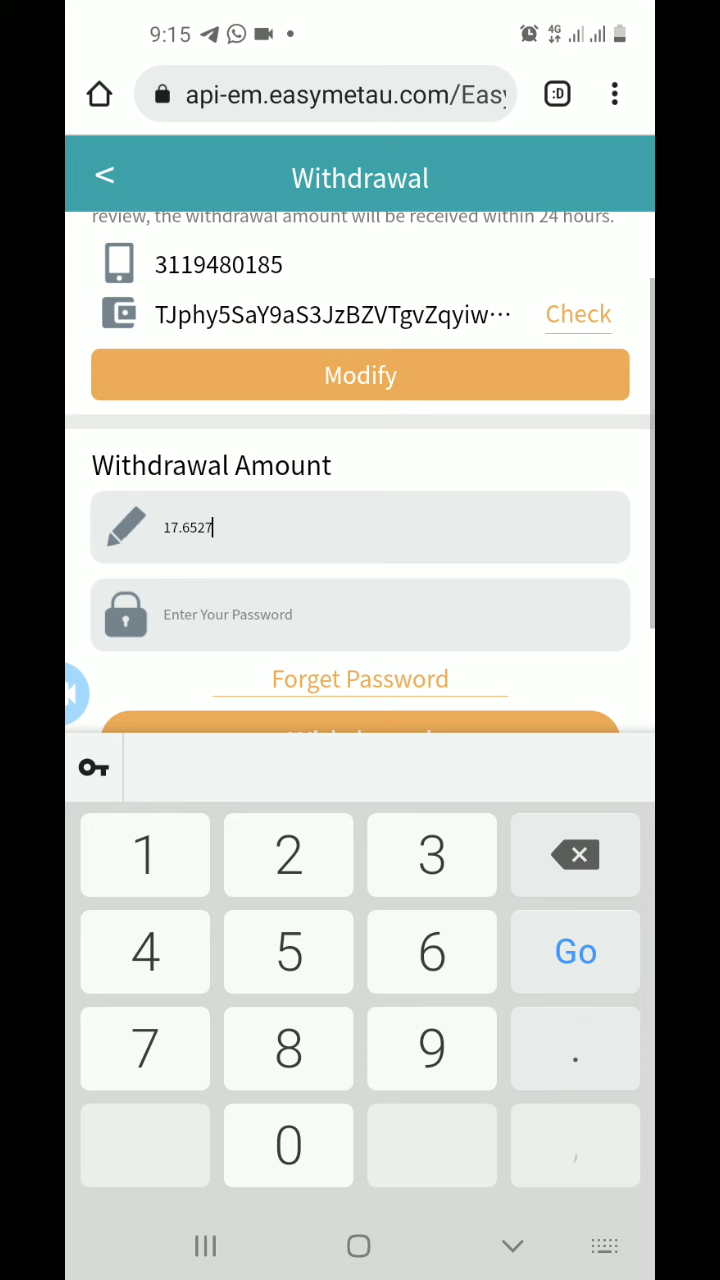 9:15
4G
api-em.easymetau.com/Easy
:D
<
Withdrawal
review, the withdrawal amount will be received within 24 hours.
3119480185
TJphy5SaY9aS3JzBZVTgvZqyiw···
Check
Modify
Withdrawal Amount
17.6527
Enter Your Password
Forget Password
1 2 3
4 5 6 Go
7 8 9 .
0 ,